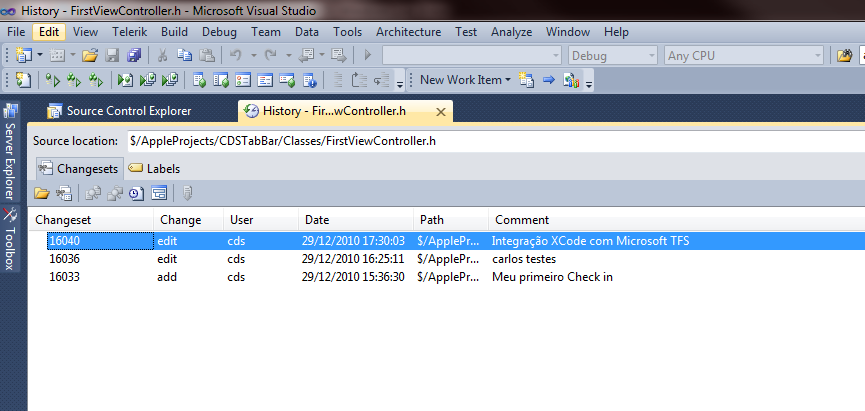 History - FirstViewController.h - Microsoft Visual Studio
File Edit View Telerik Build Debug Team Data Tools Architecture Test Analyze Window Help
Debug Any CPU
New Work Item
Source Control Explorer History - Fir...wController.h
Server Explorer
Toolbox
Source location: $/AppleProjects/CDSTabBar/Classes/FirstViewController.h
Changesets Labels
Changeset Change User Date Path Comment
16040 edit cds 29/12/2010 17:30:03 $/ApplePr... Integração XCode com Microsoft TFS
16036 edit cds 29/12/2010 16:25:11 $/ApplePr... carlos testes
16033 add cds 29/12/2010 15:36:30 $/ApplePr... Meu primeiro Check in